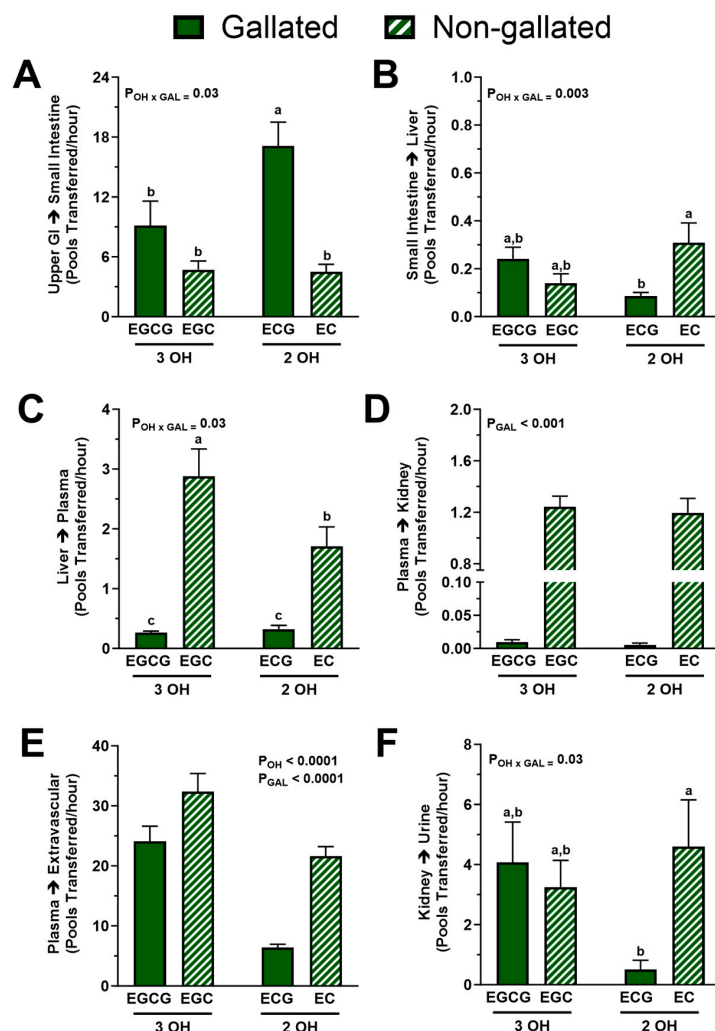 Gallated Non-gallated
A
P OH x GAL = 0.03
Upper GI ➔ Small Intestine
(Pools Transferred/hour)
24
18
12
6
0
b
b
a
b
EGCG EGC ECG EC
3 OH 2 OH
B
P OH x GAL = 0.003
Small Intestine ➔ Liver
(Pools Transferred/hour)
1.0
0.8
0.6
0.4
0.2
0.0
a,b
a,b
b
a
EGCG EGC ECG EC
3 OH 2 OH
C
P OH x GAL = 0.03
Liver ➔ Plasma
(Pools Transferred/hour)
4
3
2
1
0
c
a
c
b
EGCG EGC ECG EC
3 OH 2 OH
D
P GAL < 0.001
Plasma ➔ Kidney
(Pools Transferred/hour)
2.0
1.6
1.2
0.8
0.10
0.05
0.00
EGCG EGC ECG EC
3 OH 2 OH
E
P OH < 0.0001
P GAL < 0.0001
Plasma ➔ Extravascular
(Pools Transferred/hour)
40
30
20
10
0
EGCG EGC ECG EC
3 OH 2 OH
F
P OH x GAL = 0.03
Kidney ➔ Urine
(Pools Transferred/hour)
8
6
4
2
0
a,b
a,b
b
a
EGCG EGC ECG EC
3 OH 2 OH